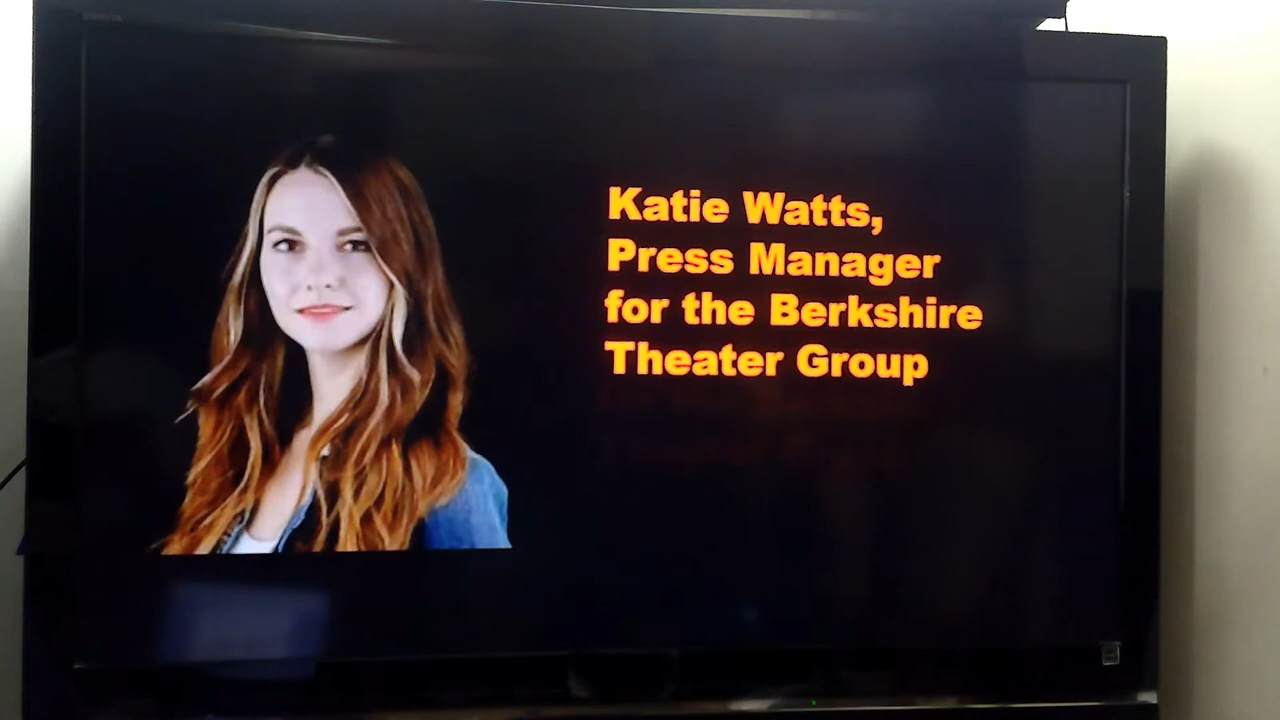 Katie Watts,
Press Manager
for the Berkshire
Theater Group